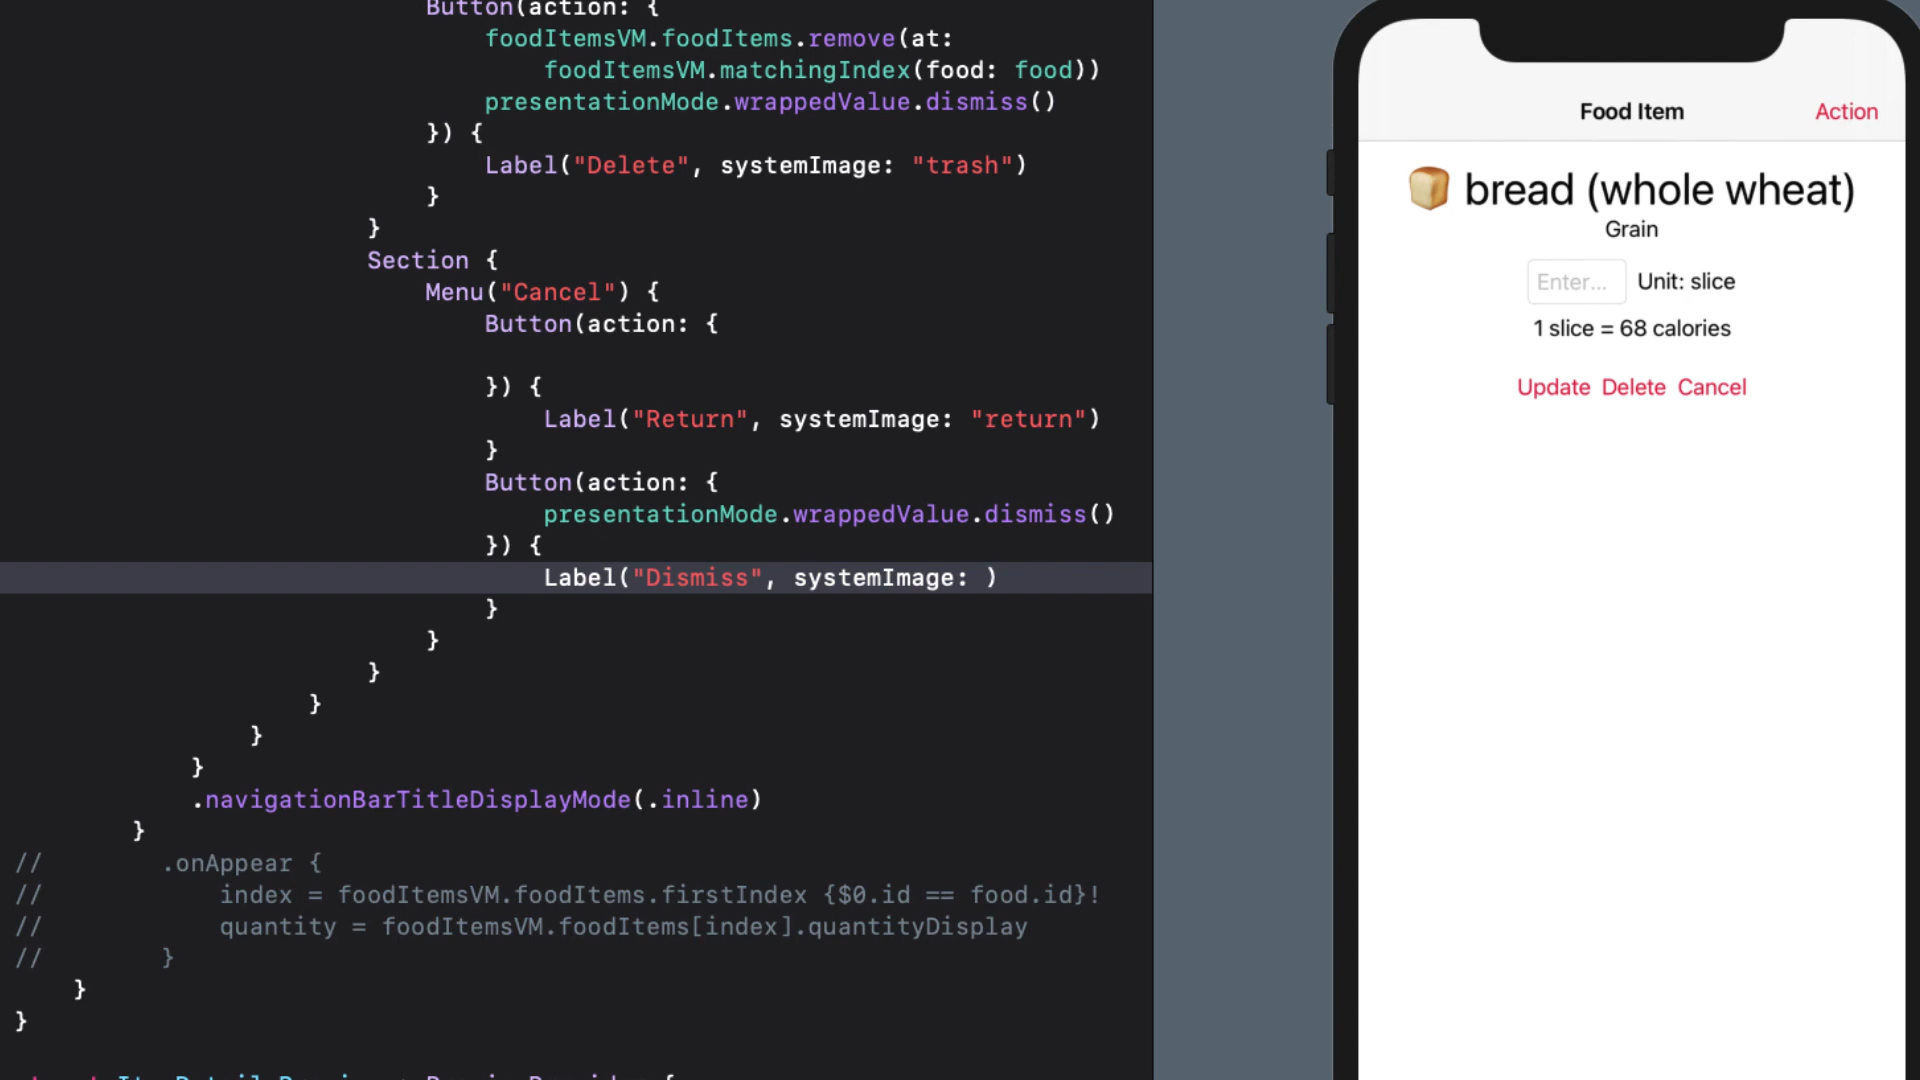 Button(action: {
foodItemsVM.foodItems.remove(at:
foodItemsVM.matchingIndex(food: food))
presentationMode.wrappedValue.dismiss()
}) {
Label("Delete", systemImage: "trash")
}
}
Section {
Menu("Cancel") {
Button(action: {
}) {
Label("Return", systemImage: "return")
}
Button(action: {
presentationMode.wrappedValue.dismiss()
}) {
Label("Dismiss", systemImage: )
}
}
}
}
}
}
.navigationBarTitleDisplayMode(.inline)
}
// .onAppear {
// index = foodItemsVM.foodItems.firstIndex {$0.id == food.id}!
// quantity = foodItemsVM.foodItems[index].quantityDisplay
// }
}
}
Food Item
Action
bread (whole wheat)
Grain
Enter... Unit: slice
1 slice = 68 calories
Update Delete Cancel